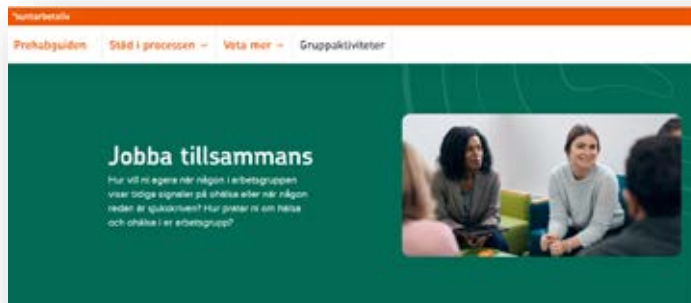 Suntarbetsliv
Prehabguiden Stöd i processen Veta mer Gruppaktiviteter
Jobba tillsammans
Hur vill ni agera när någon i arbetsgruppen
visar tidiga signaler på ohälsa eller när någon
redan är sjukskriven? Hur pratar ni om hälsa
och ohälsa i er arbetsgrupp?